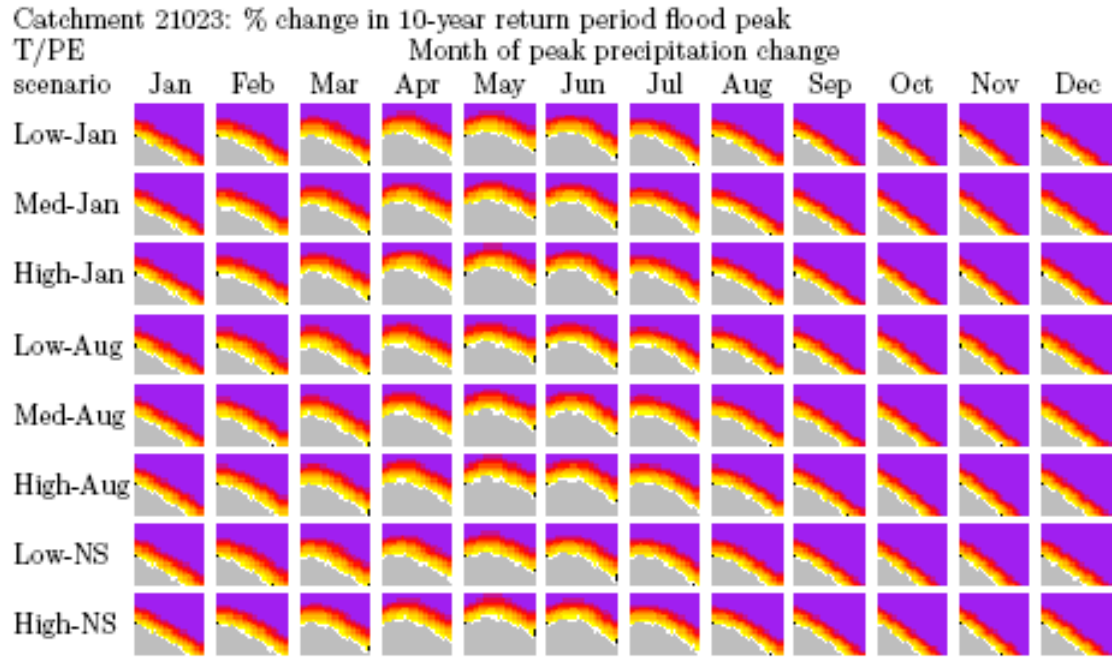 Catchment 21023: % change in 10-year return period flood peak
T/PE Month of peak precipitation change
scenario Jan Feb Mar Apr May Jun Jul Aug Sep Oct Nov Dec
Low-Jan
Med-Jan
High-Jan
Low-Aug
Med-Aug
High-Aug
Low-NS
High-NS